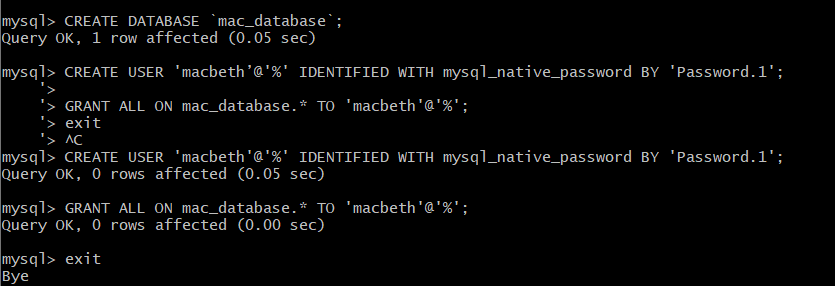 mysql> CREATE DATABASE `mac_database`;
Query OK, 1 row affected (0.05 sec)
mysql> CREATE USER 'macbeth’@'%' IDENTIFIED WITH mysql_native_password BY 'Password.1';
'>
'> GRANT ALL ON mac_database.* TO 'macbeth'@'%';
'> exit
'> ^C
mysql> CREATE USER 'macbeth'@'%' IDENTIFIED WITH mysql_native_password BY 'Password.1';
Query OK, 0 rows affected (0.05 sec)
mysql> GRANT ALL ON mac_database.* TO 'macbeth'@'%';
Query OK, 0 rows affected (0.00 sec)
mysql> exit
Bye